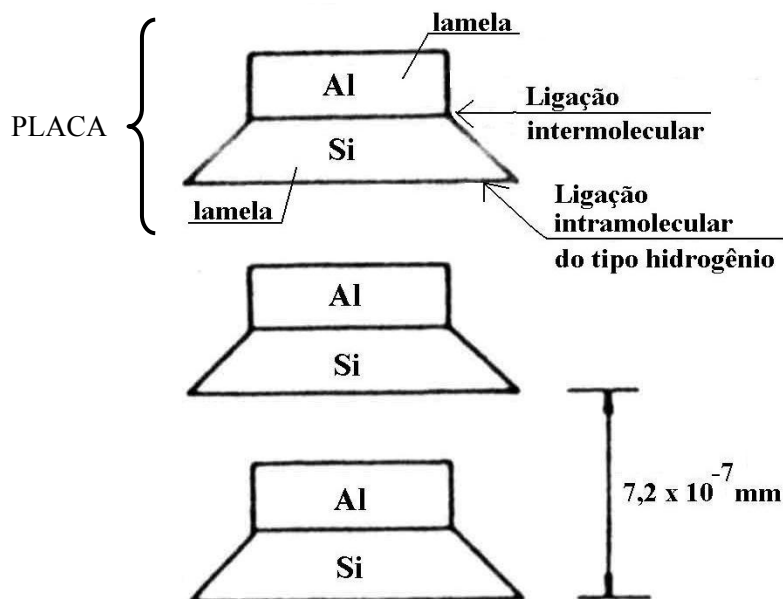 lamela
PLACA
Al
Ligação
intermolecular
Si
lamela
Ligação
intramolecular
do tipo hidrogênio
Al
Si
Al
7,2 x 10⁻⁷ mm
Si